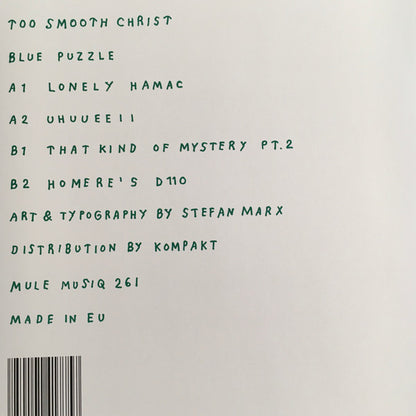 TOO SMOOTH CHRIST
BLUE PUZZLE
A1 LONELY HAMAC
A2 UHUUEEII
B1 THAT KIND OF MYSTERY PT.2
B2 HOMERE'S D110
ART & TYPOGRAPHY BY STEFAN MARX
DISTRIBUTION BY KOMPAKT
MULE MUSIQ 261
MADE IN EU